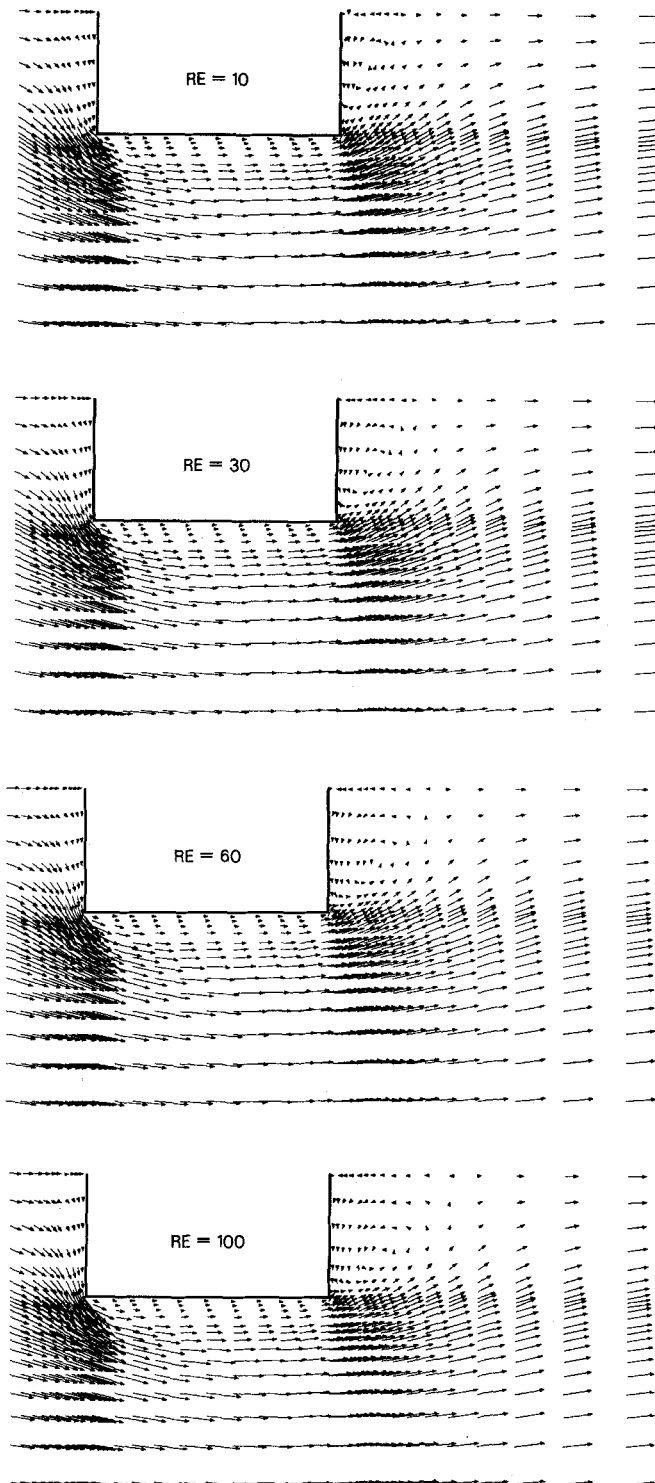 RE = 10
RE = 30
RE = 60
RE = 100